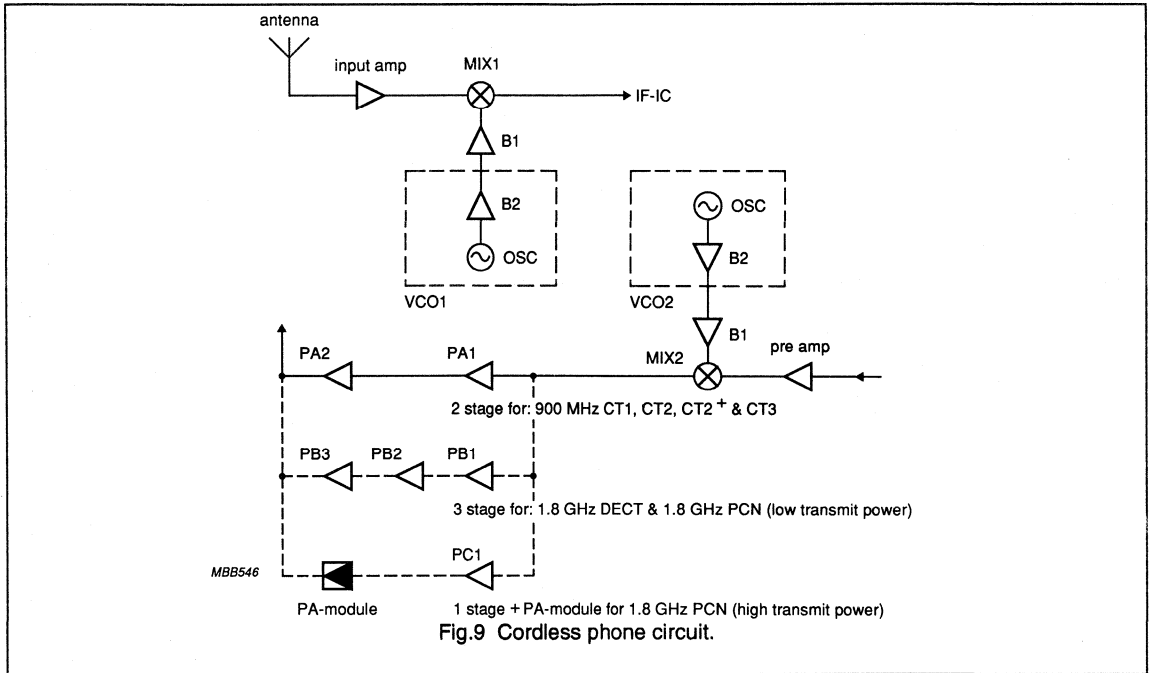 antenna
input amp
MIX1
IF-IC
B1
B2
OSC
VCO1
OSC
B2
VCO2
B1
MIX2
pre amp
PA2
PA1
2 stage for: 900 MHz CT1, CT2, CT2+ & CT3
PB3
PB2
PB1
3 stage for: 1.8 GHz DECT & 1.8 GHz PCN (low transmit power)
PC1
MBB546
PA-module
1 stage + PA-module for 1.8 GHz PCN (high transmit power)
Fig.9 Cordless phone circuit.